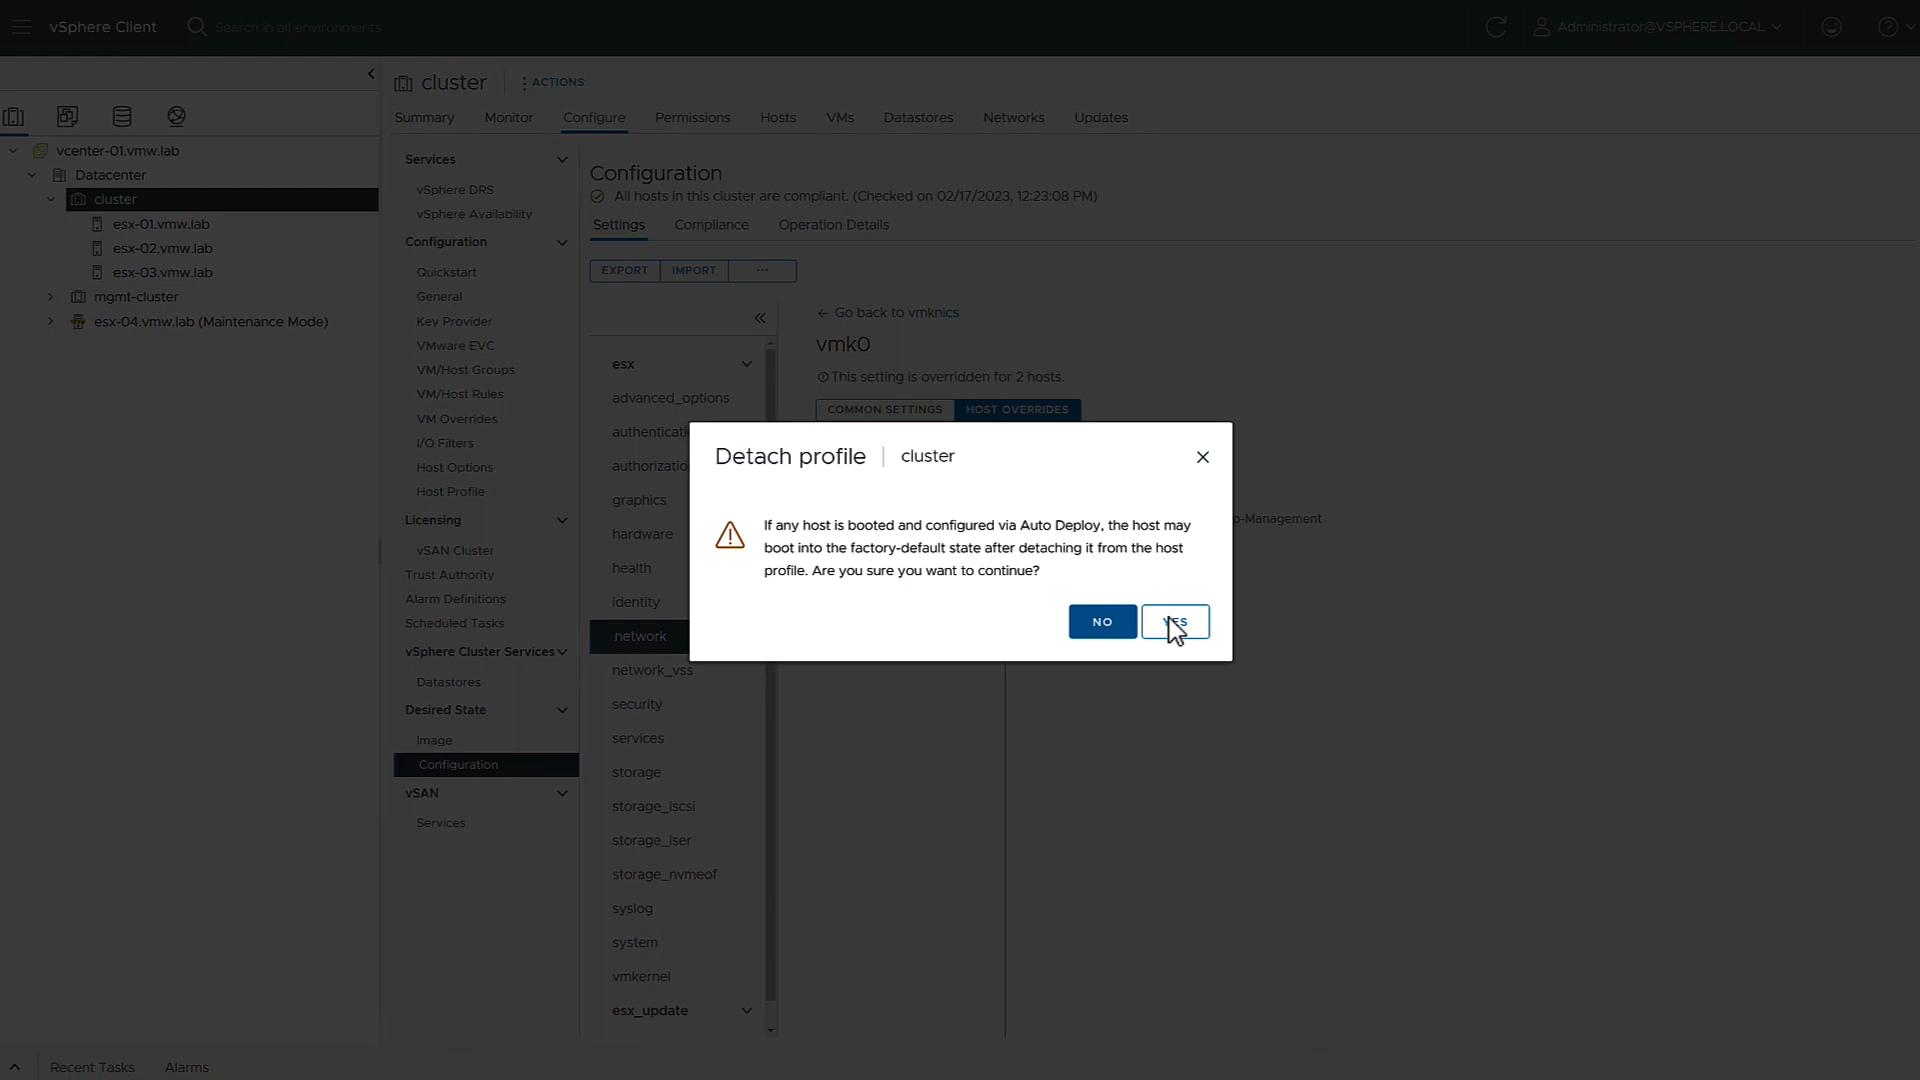 vSphere Client
Search in all environments
Administrator@VSPHERE.LOCAL
cluster
ACTIONS
Summary
Monitor
Configure
Permissions
Hosts
VMs
Datastores
Networks
Updates
vcenter-01.vmw.lab
Datacenter
cluster
esx-01.vmw.lab
esx-02.vmw.lab
esx-03.vmw.lab
mgmt-cluster
esx-04.vmw.lab (Maintenance Mode)
Services
vSphere DRS
vSphere Availability
Configuration
Quickstart
General
Key Provider
VMware EVC
VM/Host Groups
VM/Host Rules
VM Overrides
I/O Filters
Host Options
Host Profile
Licensing
vSAN Cluster
Trust Authority
Alarm Definitions
Scheduled Tasks
vSphere Cluster Services
Datastores
Desired State
Image
Configuration
vSAN
Services
Configuration
All hosts in this cluster are compliant. (Checked on 02/17/2023, 12:23:08 PM)
Settings
Compliance
Operation Details
EXPORT
IMPORT
...
esx
advanced_options
graphics
hardware
health
identity
network
network_vss
security
services
storage
storage_iscsi
storage_iser
storage_nvmeof
syslog
system
vmkernel
esx_update
← Go back to vmknics
vmk0
This setting is overridden for 2 hosts.
COMMON SETTINGS
HOST OVERRIDES
Detach profile
cluster
If any host is booted and configured via Auto Deploy, the host may
boot into the factory-default state after detaching it from the host
profile. Are you sure you want to continue?
NO
YES
Recent Tasks
Alarms